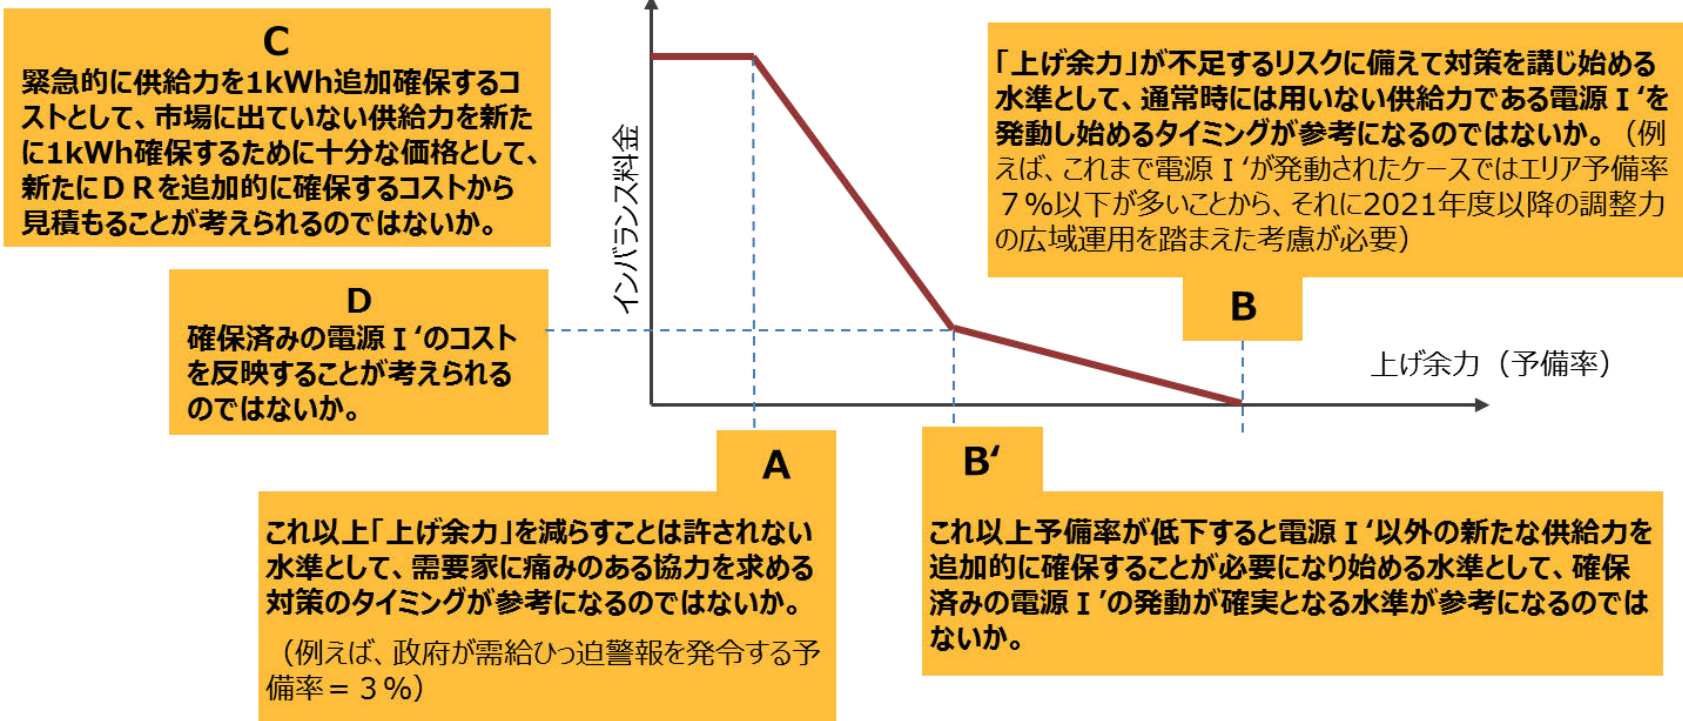 C
緊急的に供給力を1kWh追加確保するコ
ストとして、市場に出ていない供給力を新た
に1kWh確保するために十分な価格として、
新たにＤＲを追加的に確保するコストから
見積もることが考えられるのではないか。
D
確保済みの電源Ｉ‘のコスト
を反映することが考えられる
のではないか。
インバランス料金
「上げ余力」が不足するリスクに備えて対策を講じ始める
水準として、通常時には用いない供給力である電源Ｉ‘を
発動し始めるタイミングが参考になるのではないか。（例
えば、これまで電源Ｉ‘が発動されたケースではエリア予備率
７％以下が多いことから、それに2021年度以降の調整力
の広域運用を踏まえた考慮が必要）
B
上げ余力（予備率）
A
これ以上「上げ余力」を減らすことは許されない
水準として、需要家に痛みのある協力を求める
対策のタイミングが参考になるのではないか。
（例えば、政府が需給ひっ迫警報を発令する予
備率＝３％）
B‘
これ以上予備率が低下すると電源Ｉ‘以外の新たな供給力を
追加的に確保することが必要になり始める水準として、確保
済みの電源Ｉ’の発動が確実となる水準が参考になるのでは
ないか。